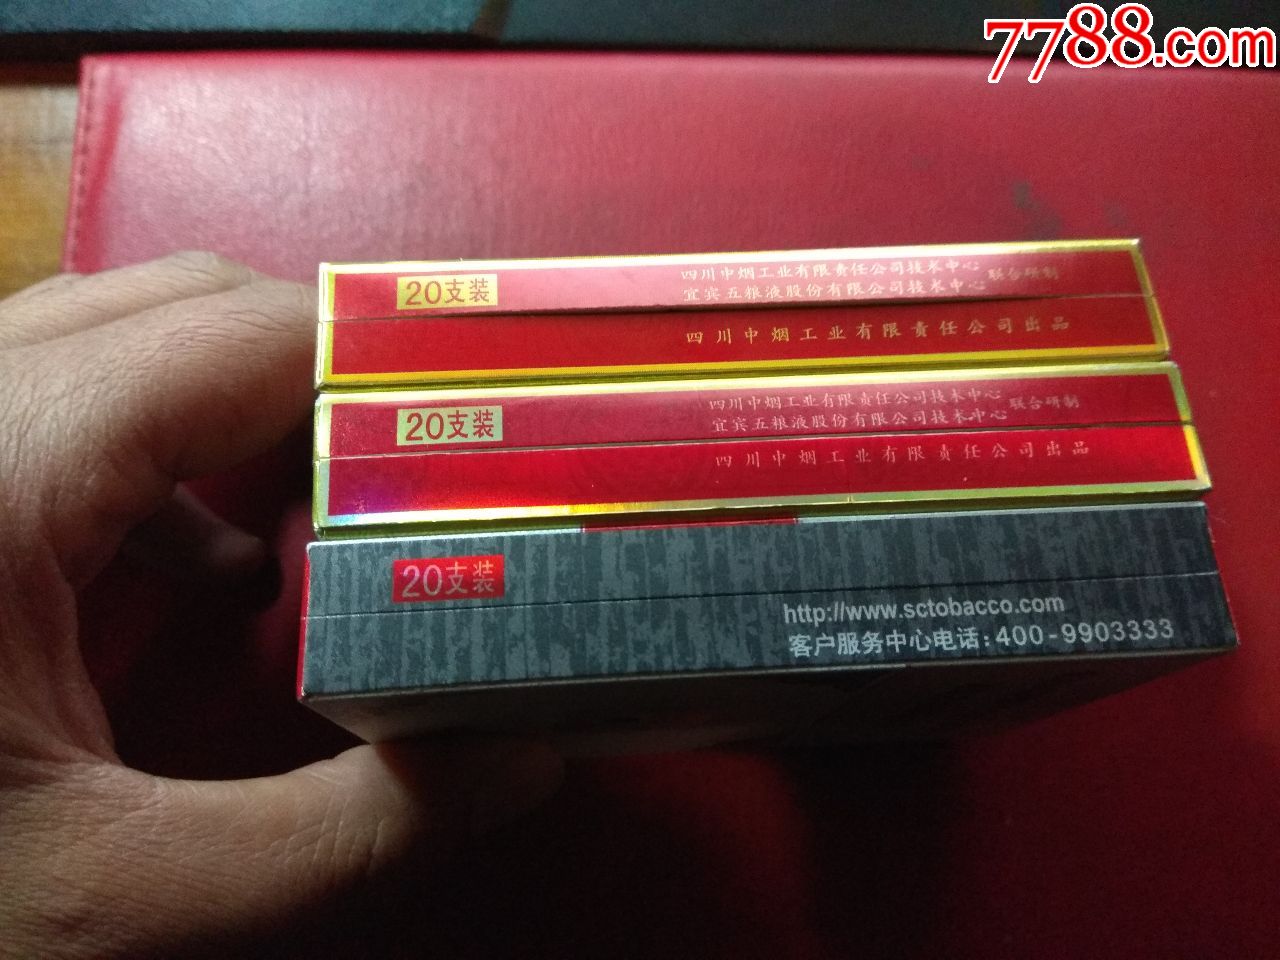 7788.com
20支装
四川中烟工业有限责任公司技术中心
宜宾五粮液股份有限公司技术中心
联合研制
四川中烟工业有限责任公司出品
20支装
四川中烟工业有限责任公司技术中心
宜宾五粮液股份有限公司技术中心
联合研制
四川中烟工业有限责任公司出品
20支装
http://www.sctobacco.com
客户服务中心电话:400-9903333